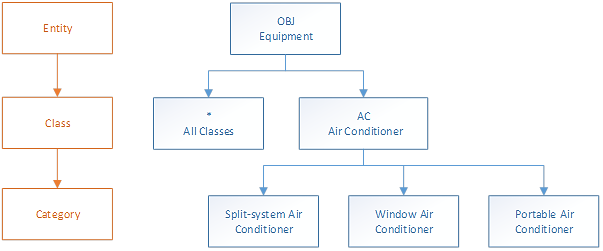 Entity
OBJ
Equipment
Class
*
All Classes
AC
Air Conditioner
Category
Split-system Air
Conditioner
Window Air
Conditioner
Portable Air
Conditioner